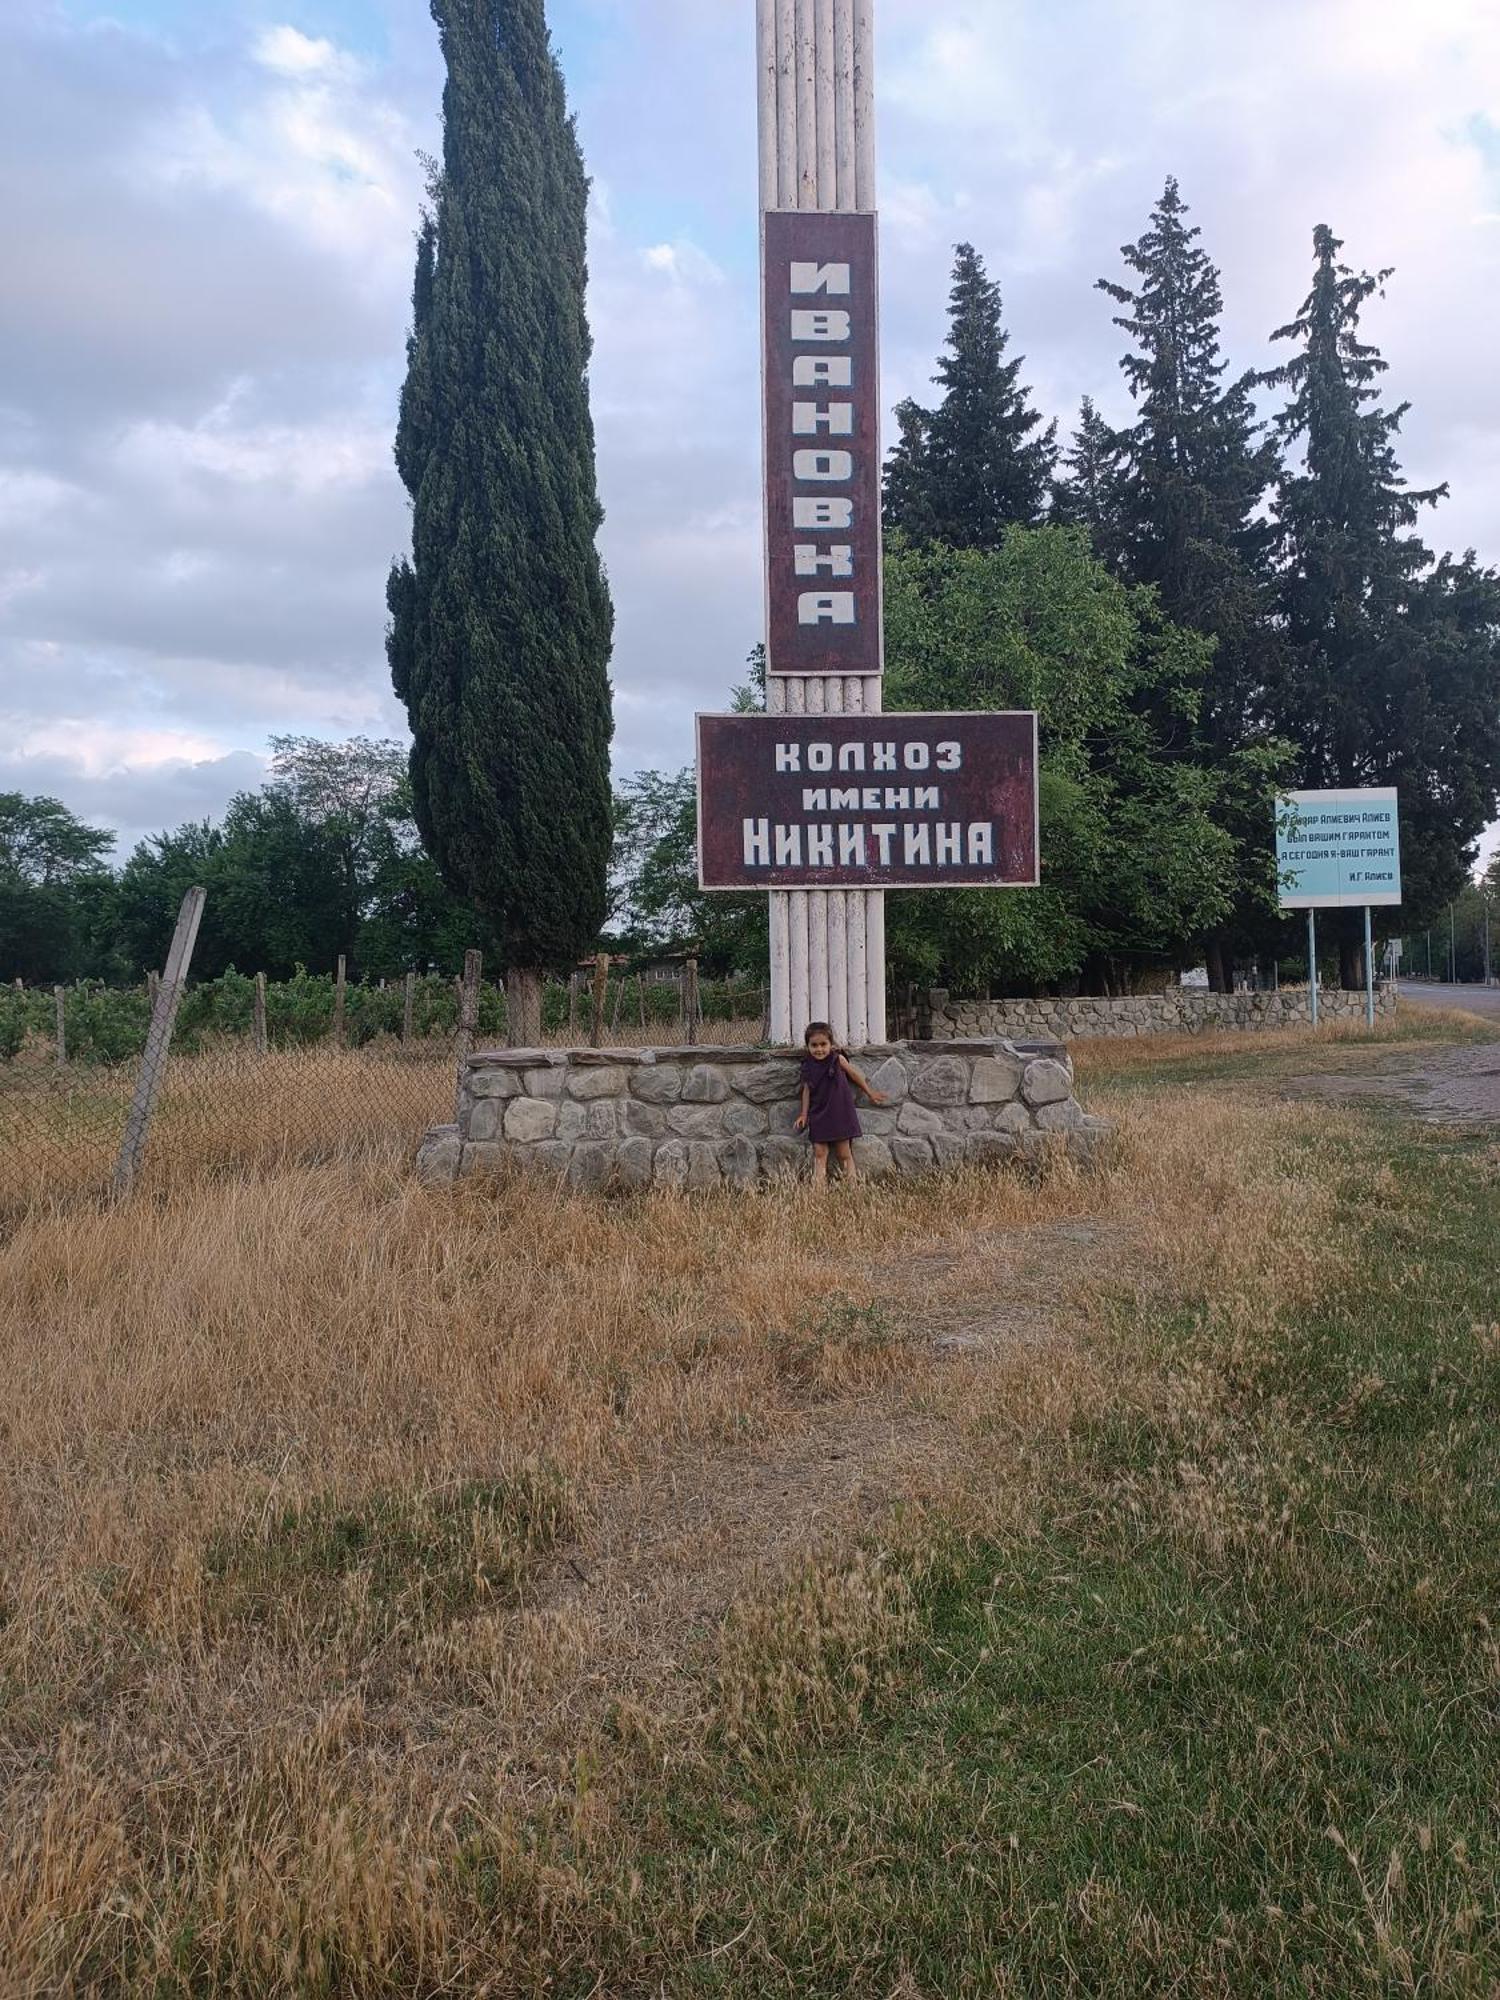 ИВАНОВКА
КОЛХОЗ
ИМЕНИ
НИКИТИНА
АЛИЕВИЧ АЛИЕВ
БЫЛ ВАШИМ ГАРАНТОМ
А СЕГОДНЯ Я-ВАШ ГАРАНТ
И.Г. АЛИЕВ